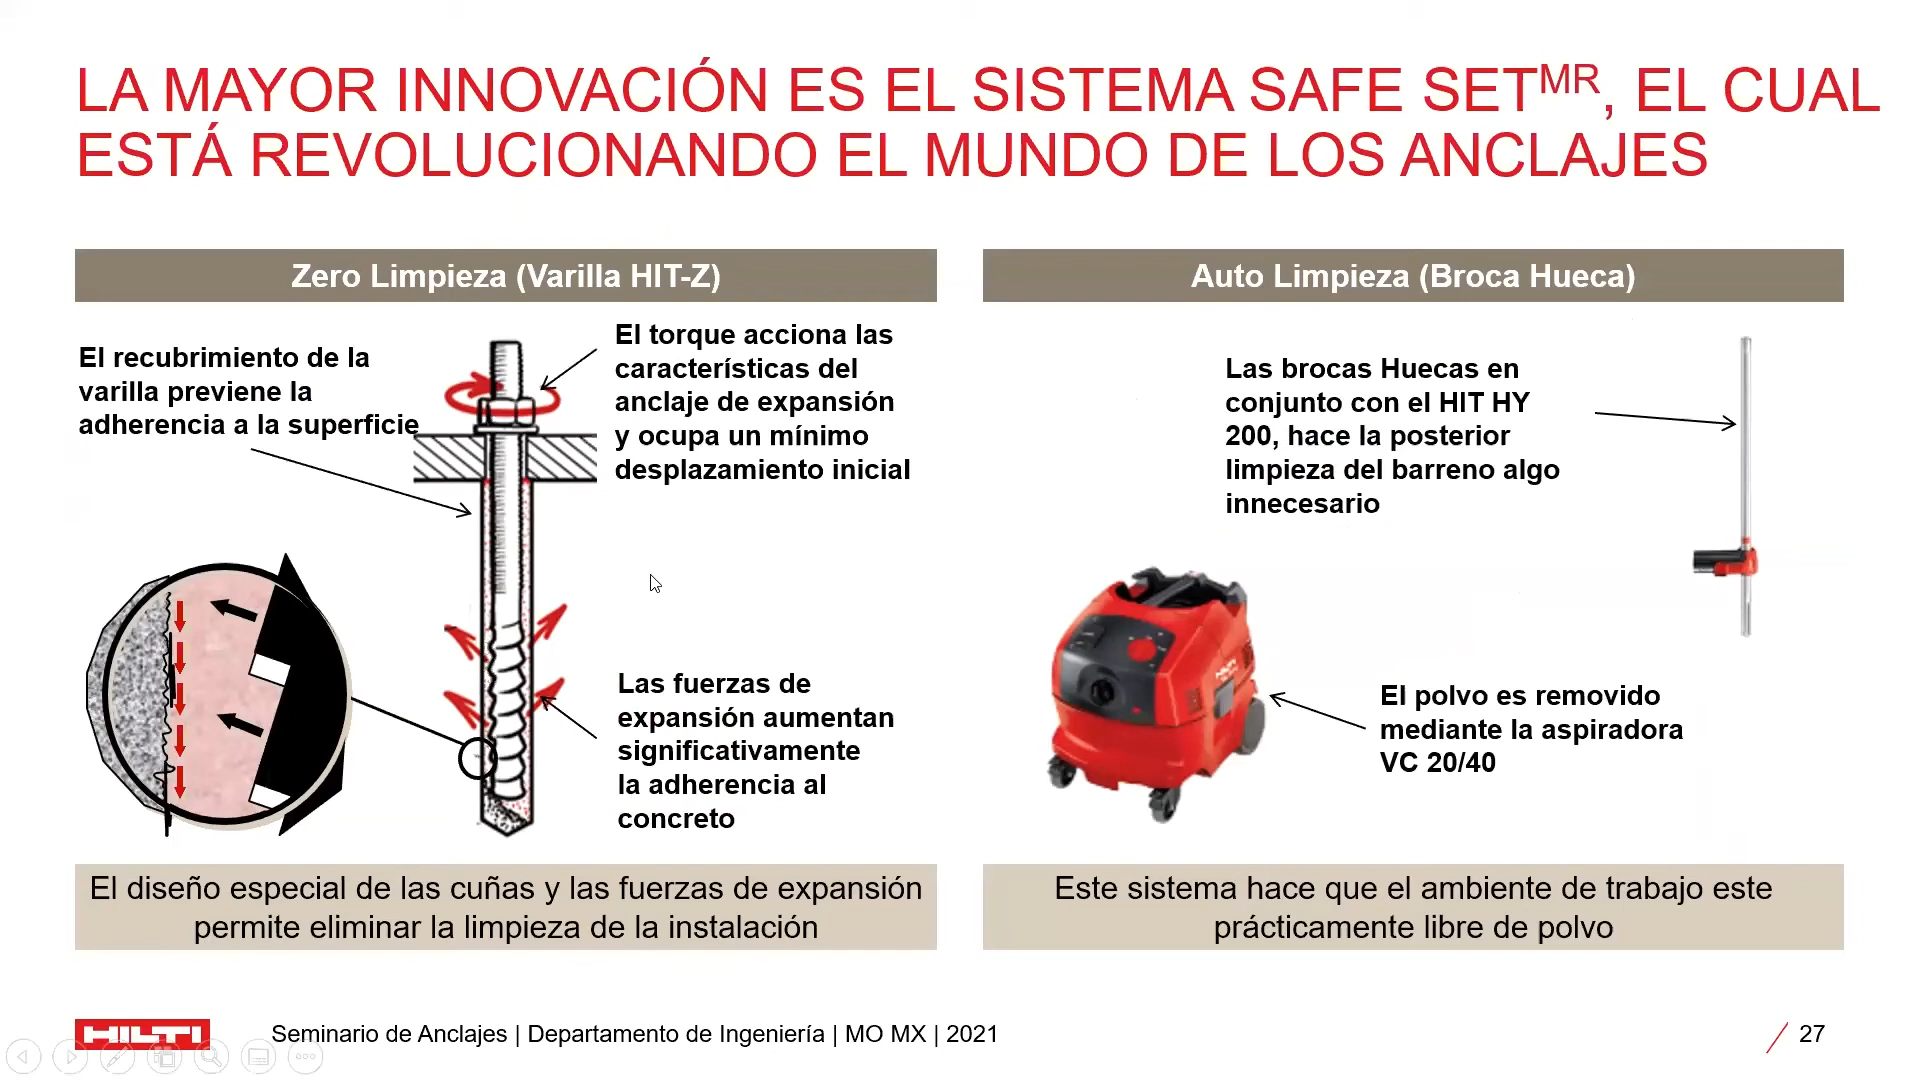 LA MAYOR INNOVACIÓN ES EL SISTEMA SAFE SETMR, EL CUAL
ESTÁ REVOLUCIONANDO EL MUNDO DE LOS ANCLAJES
Zero Limpieza (Varilla HIT-Z)
El recubrimiento de la
varilla previene la
adherencia a la superficie
El torque acciona las
características del
anclaje de expansión
y ocupa un mínimo
desplazamiento inicial
Las fuerzas de
expansión aumentan
significativamente
la adherencia al
concreto
El diseño especial de las cuñas y las fuerzas de expansión
permite eliminar la limpieza de la instalación
Auto Limpieza (Broca Hueca)
Las brocas Huecas en
conjunto con el HIT HY
200, hace la posterior
limpieza del barreno algo
innecesario
HILTI
El polvo es removido
mediante la aspiradora
VC 20/40
Este sistema hace que el ambiente de trabajo este
prácticamente libre de polvo
HILTI
Seminario de Anclajes | Departamento de Ingeniería | MO MX | 2021
27